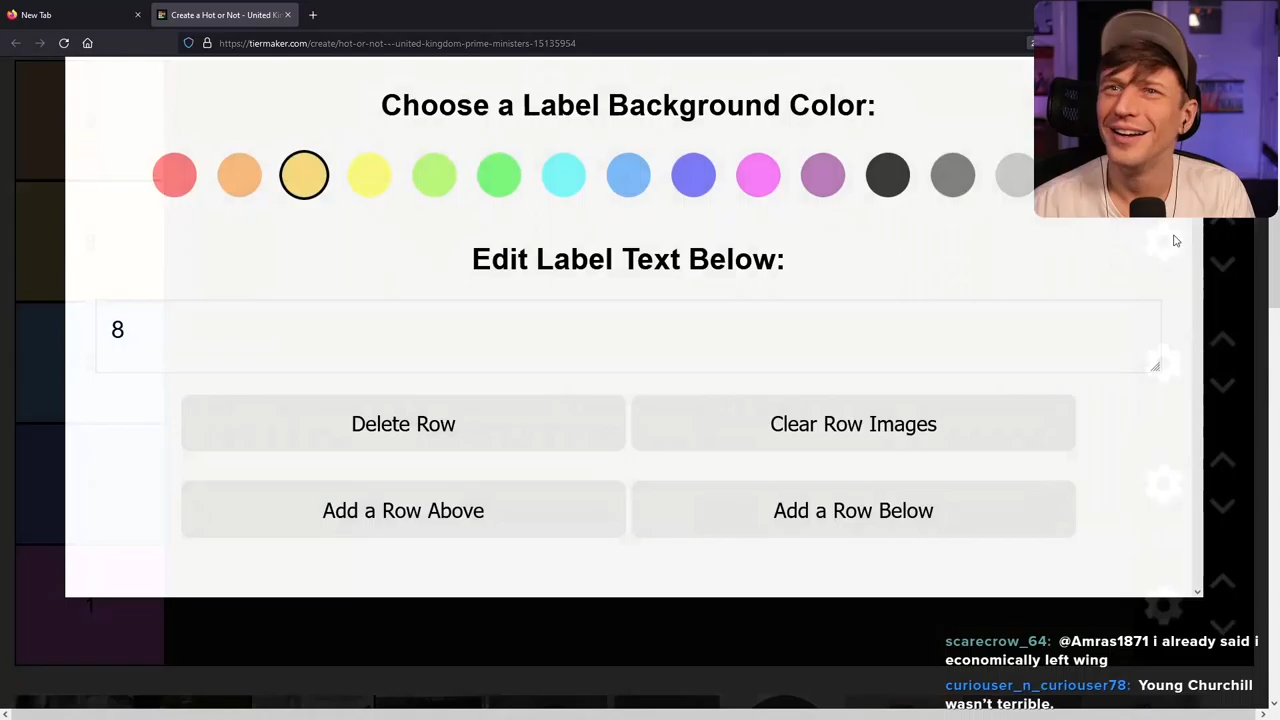 New Tab
Create a Hot or Not - United Kin
https://tiermaker.com/create/hot-or-not---united-kingdom-prime-ministers-15135954
Choose a Label Background Color:
Edit Label Text Below:
8
Delete Row
Clear Row Images
Add a Row Above
Add a Row Below
1
scarecrow_64: @Amras1871 i already said i
economically left wing
curiouser_n_curiouser78: Young Churchill
wasn't terrible.